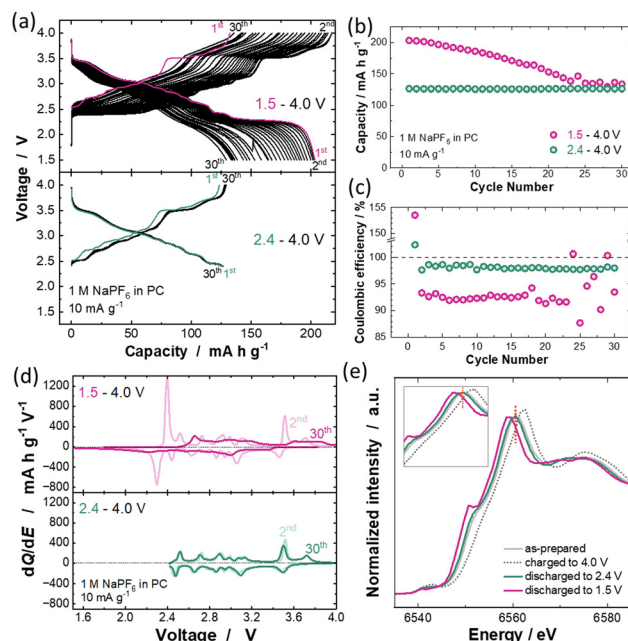 (a)
4.0
3.5
3.0
2.5
2.0
1.5
1st
30th
2nd
1.5 - 4.0 V
30th
1st
2nd
Voltage / V
4.0
3.5
3.0
2.5
2.0
1.5
1st
30th
2.4 - 4.0 V
30th 1st
1 M NaPF6 in PC
10 mA g-1
0 50 100 150 200
Capacity / mA h g-1
(b)
Capacity / mA h g-1
200
150
100
50
0
1 M NaPF6 in PC
10 mA g-1
1.5 - 4.0 V
2.4 - 4.0 V
0 5 10 15 20 25 30
Cycle Number
(c)
Coulombic efficiency / %
155
150
100
95
90
85
0 5 10 15 20 25 30
Cycle Number
(d)
dQ/dE / mA h g-1 V-1
1200
800
400
0
-400
-800
1.5 - 4.0 V
2nd
30th
1200
800
400
0
-400
-800
2.4 - 4.0 V
2nd
30th
1 M NaPF6 in PC
10 mA g-1
1.6 2.0 2.4 2.8 3.2 3.6 4.0
Voltage / V
(e)
Normalized intensity / a.u.
as-prepared
charged to 4.0 V
discharged to 2.4 V
discharged to 1.5 V
6540 6560 6580
Energy / eV